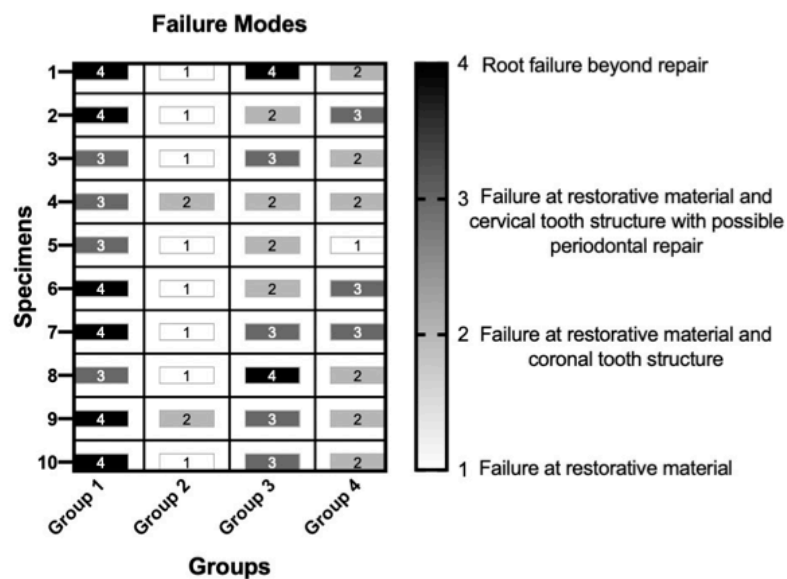 Failure Modes
1 4 1 4 2
2 4 1 2 3
3 3 1 3 2
4 3 2 2 2
5 3 1 2 1
6 4 1 2 3
7 4 1 3 3
8 3 1 4 2
9 4 2 3 2
10 4 1 3 2
Specimens
Group 1 Group 2 Group 3 Group 4
Groups
4 Root failure beyond repair
3 Failure at restorative material and
cervical tooth structure with possible
periodontal repair
2 Failure at restorative material and
coronal tooth structure
1 Failure at restorative material